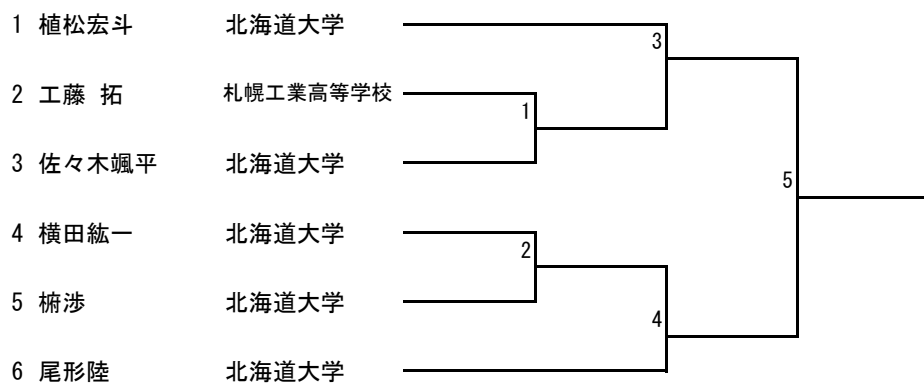 1 植松宏斗 北海道大学
3
2 工藤 拓 札幌工業高等学校
1
3 佐々木颯平 北海道大学
5
4 横田紘一 北海道大学
2
5 椨渉 北海道大学
4
6 尾形陸 北海道大学